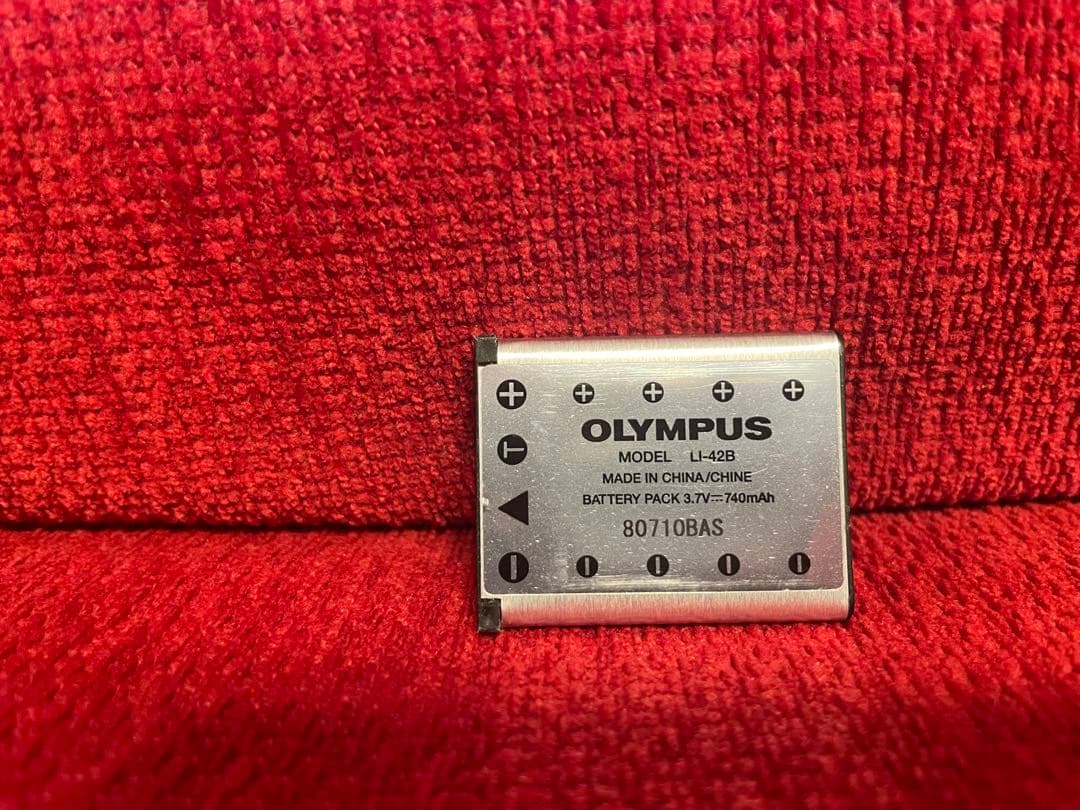 OLYMPUS
MODEL LI-42B
MADE IN CHINA/CHINE
BATTERY PACK 3.7V⎓740mAh
80710BAS